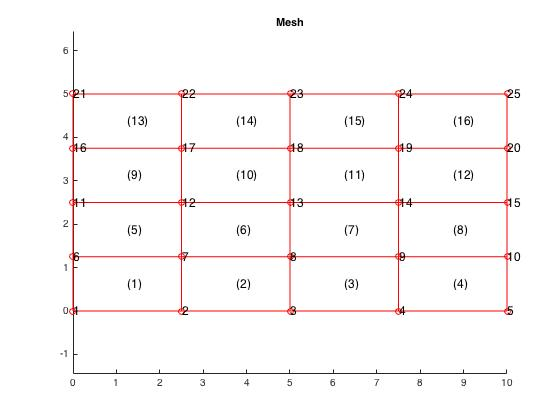 Mesh
6
5
21 22 23 24 25
(13) (14) (15) (16)
4
16 17 18 19 20
3
(9) (10) (11) (12)
11 12 13 14 15
2
(5) (6) (7) (8)
6 7 8 9 10
1
(1) (2) (3) (4)
0
1 2 3 4 5
-1
0 1 2 3 4 5 6 7 8 9 10